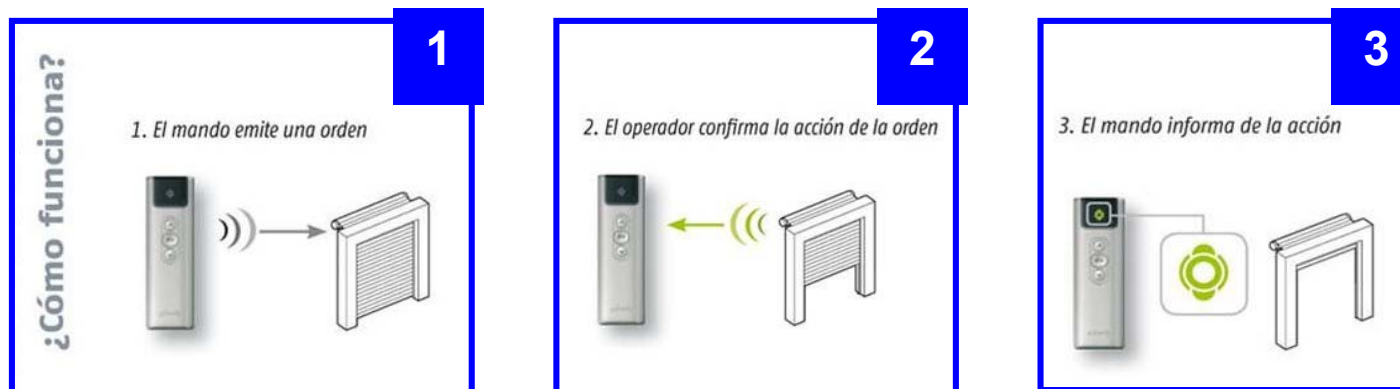 ¿Cómo funciona?
1
1. El mando emite una orden
2
2. El operador confirma la acción de la orden
3
3. El mando informa de la acción